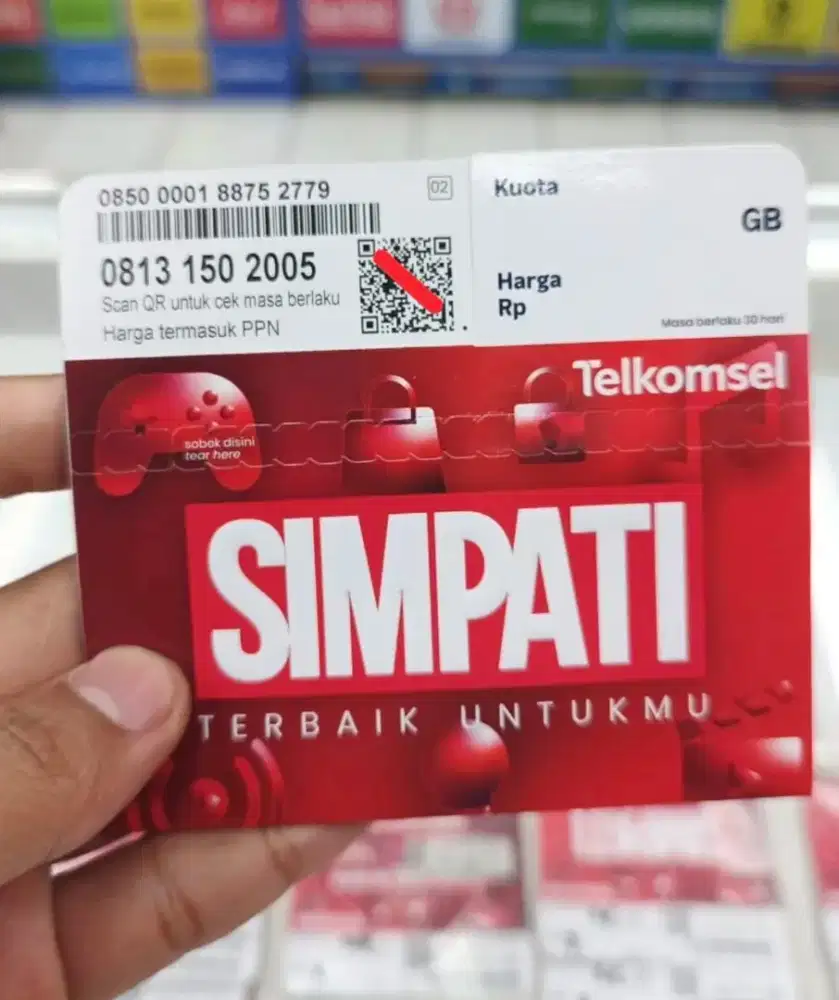 0850 0001 8875 2779
02
0813 150 2005
Scan QR untuk cek masa berlaku
Harga termasuk PPN
Kuota
GB
Harga
Rp
Masa berlaku 30 hari
Telkomsel
sobek disini
tear here
SIMPATI
TERBAIK UNTUKMU